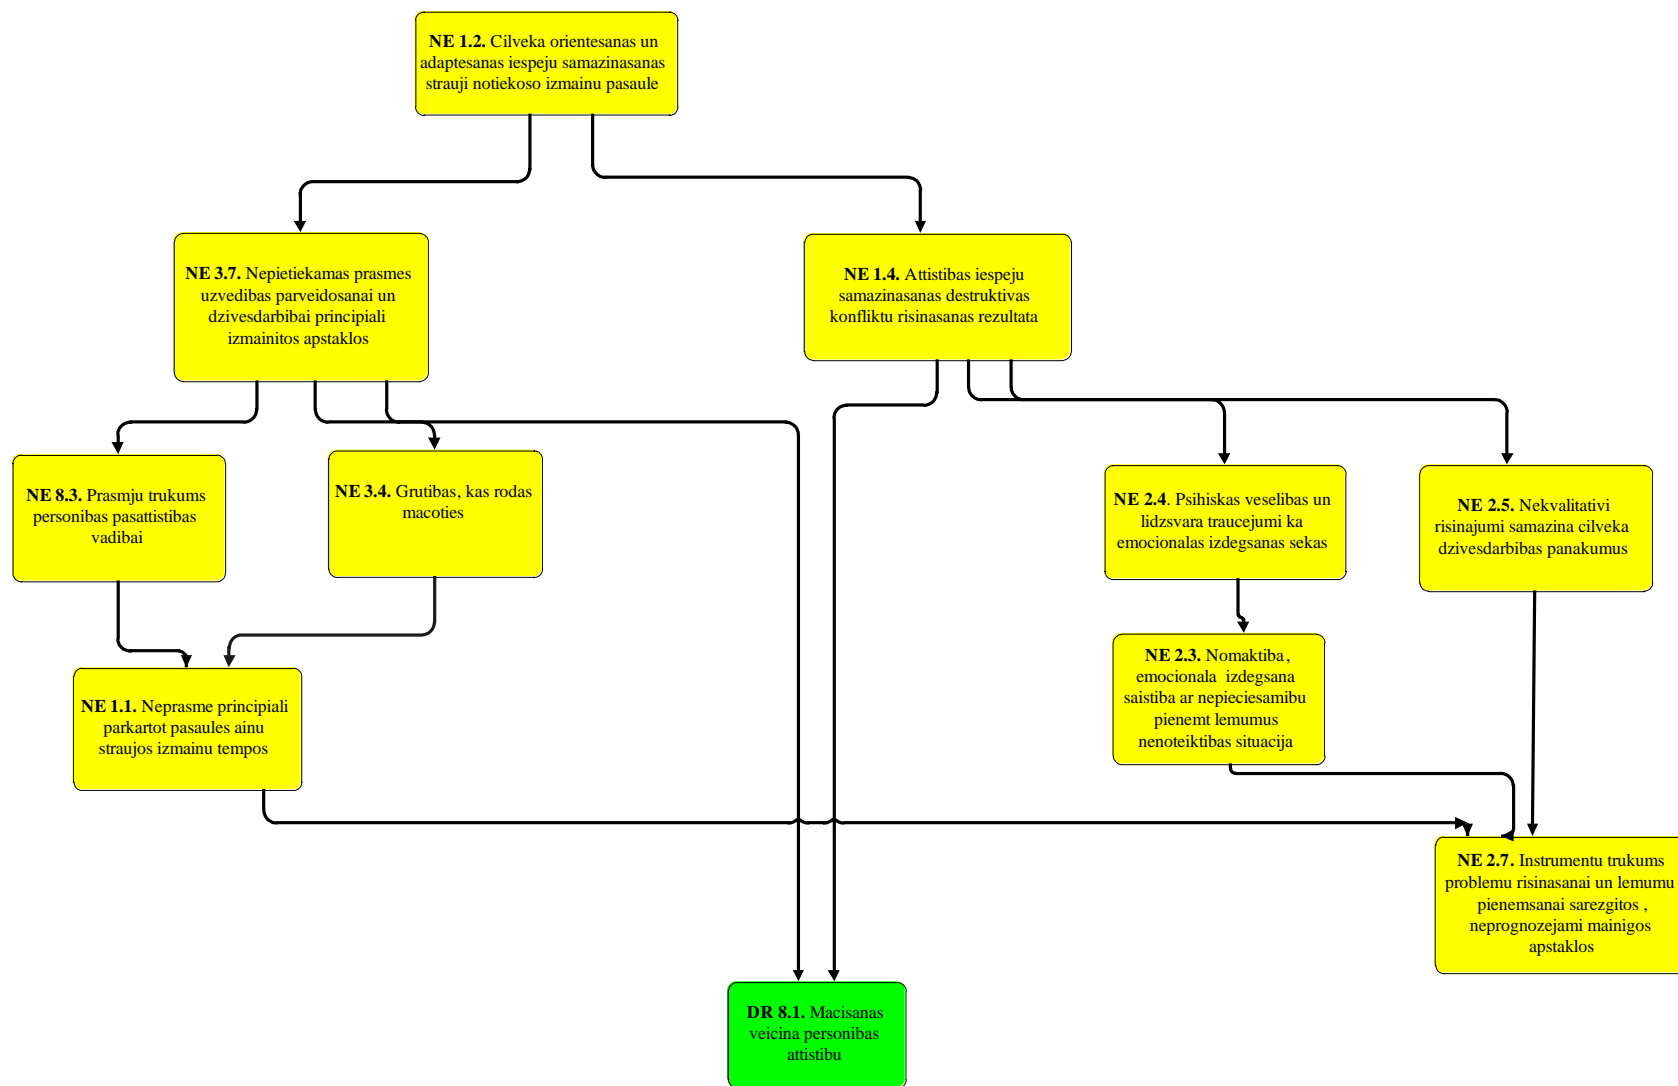 NE 1.2. Cilveka orientesanas un
adaptesanas iespeju samazinasanas
strauji notiekoso izmainu pasaule
NE 3.7. Nepietiekamas prasmes
uzvedibas parveidosanai un
dzivesdarbibai principiali
izmainitos apstaklos
NE 1.4. Attistibas iespeju
samazinasanas destruktivas
konfliktu risinasanas rezultata
NE 8.3. Prasmju trukums
personibas pasattistibas
vadibai
NE 3.4. Grutibas, kas rodas
macoties
NE 2.4. Psihiskas veselibas un
lidzsvara traucejumi ka
emocionalas izdegsanas sekas
NE 2.5. Nekvalitativi
risinajumi samazina cilveka
dzivesdarbibas panakumus
NE 1.1. Neprasme principiali
parkartot pasaules ainu
straujos izmainu tempos
NE 2.3. Nomaktiba,
emocionala izdegsana
saistiba ar nepieciesamibu
pienemt lemumus
nenoteiktibas situacija
NE 2.7. Instrumentu trukums
problemu risinasanai un lemumu
pienemsanai sarezgitos ,
neprognozejami mainigos
apstaklos
DR 8.1. Macisanas
veicina personibas
attistibu